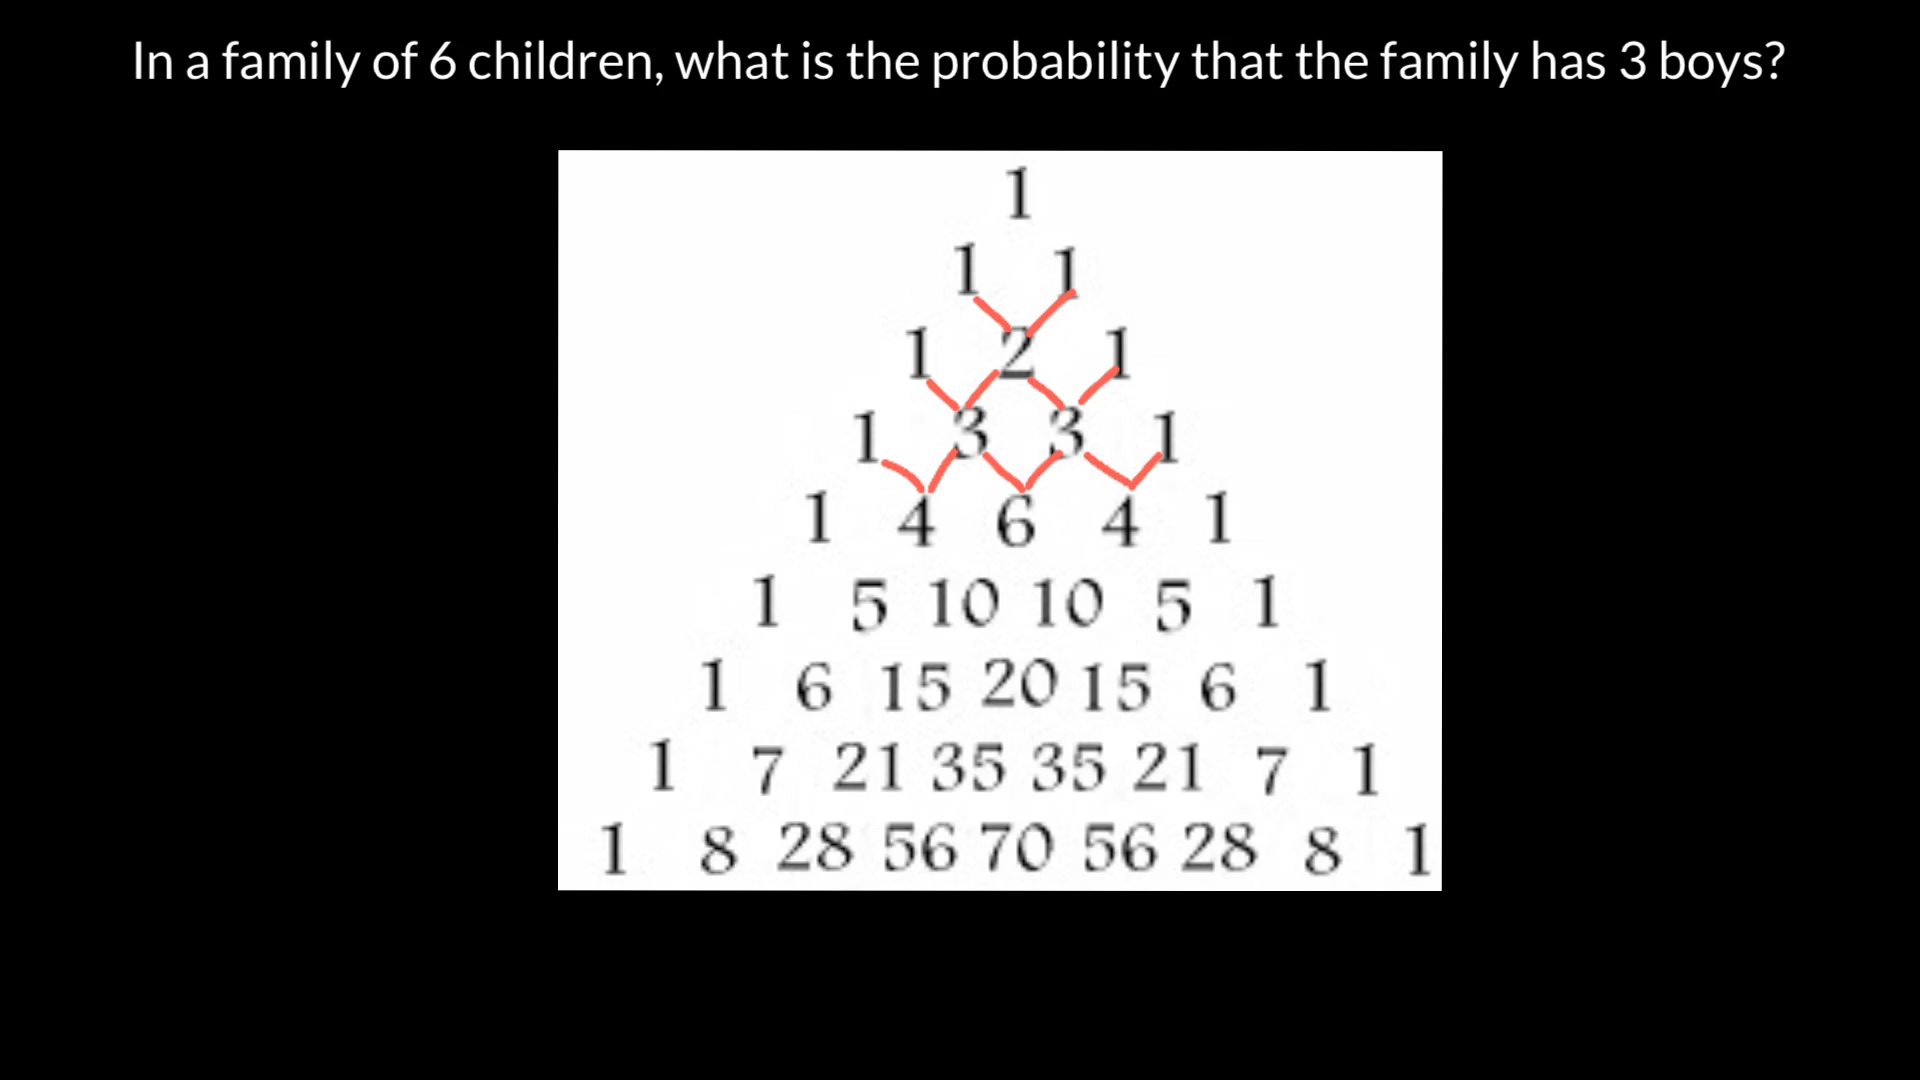 In a family of 6 children, what is the probability that the family has 3 boys?
1
1 1
1 2 1
1 3 3 1
1 4 6 4 1
1 5 10 10 5 1
1 6 15 20 15 6 1
1 7 21 35 35 21 7 1
1 8 28 56 70 56 28 8 1